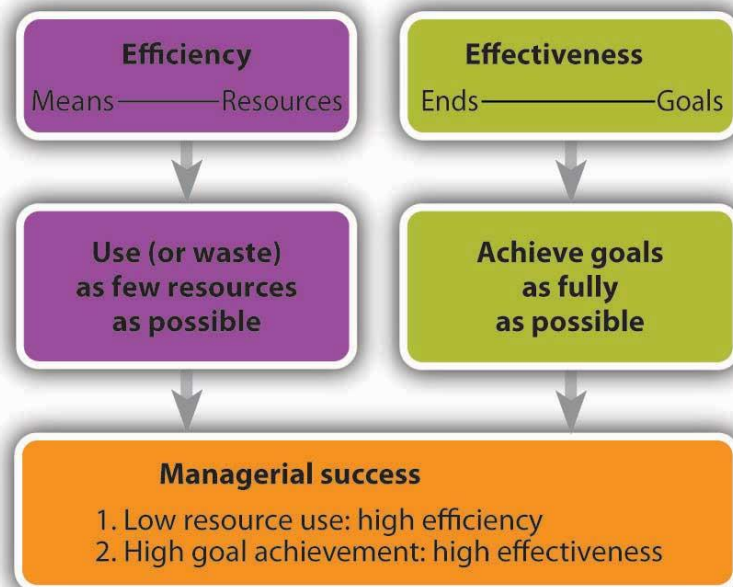 Efficiency
Means Resources
Effectiveness
Ends Goals
Use (or waste)
as few resources
as possible
Achieve goals
as fully
as possible
Managerial success
1. Low resource use: high efficiency
2. High goal achievement: high effectiveness